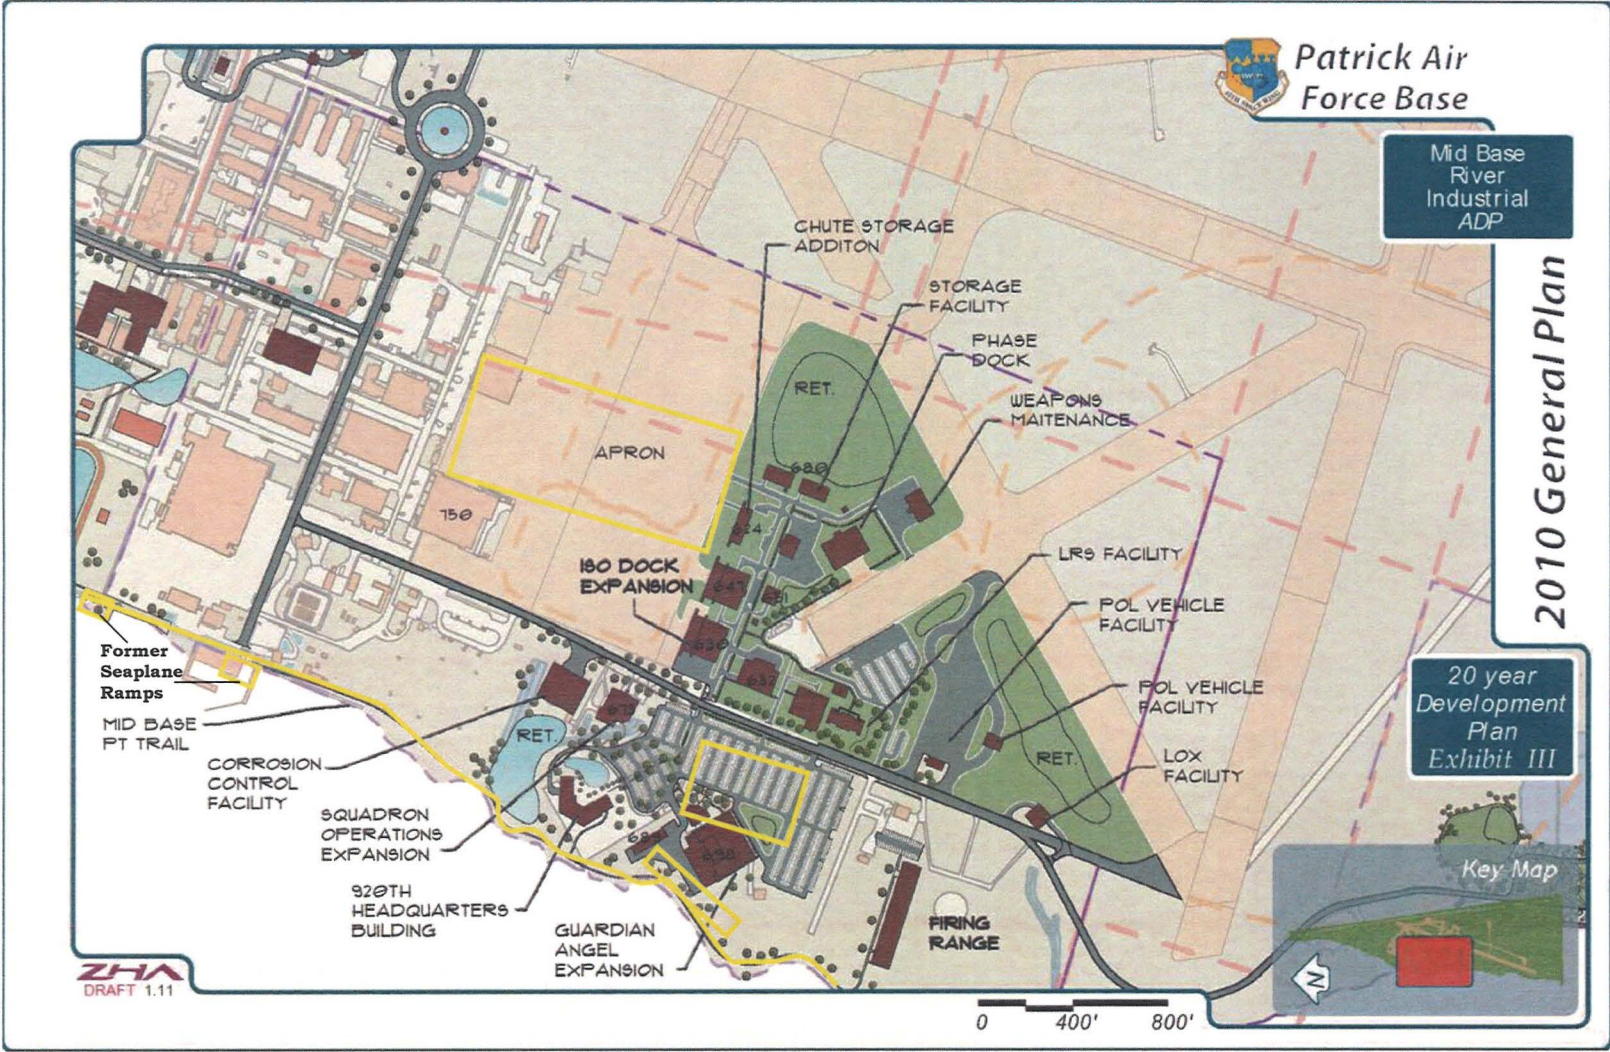 Patrick Air
Force Base
Mid Base
River
Industrial
ADP
2010 General Plan
20 year
Development
Plan
Exhibit III
CHUTE STORAGE
ADDITON
STORAGE
FACILITY
PHASE
DOCK
WEAPONS
MAITENANCE
RET.
APRON
680
750
624
ISO DOCK
EXPANSION
647
630
632
LRS FACILITY
POL VEHICLE
FACILITY
POL VEHICLE
FACILITY
LOX
FACILITY
RET.
Former
Seaplane
Ramps
MID BASE
PT TRAIL
CORROSION
CONTROL
FACILITY
RET.
673
SQUADRON
OPERATIONS
EXPANSION
920TH
HEADQUARTERS
BUILDING
GUARDIAN
ANGEL
EXPANSION
FIRING
RANGE
Key Map
N
ZHA
DRAFT 1.11
0 400' 800'